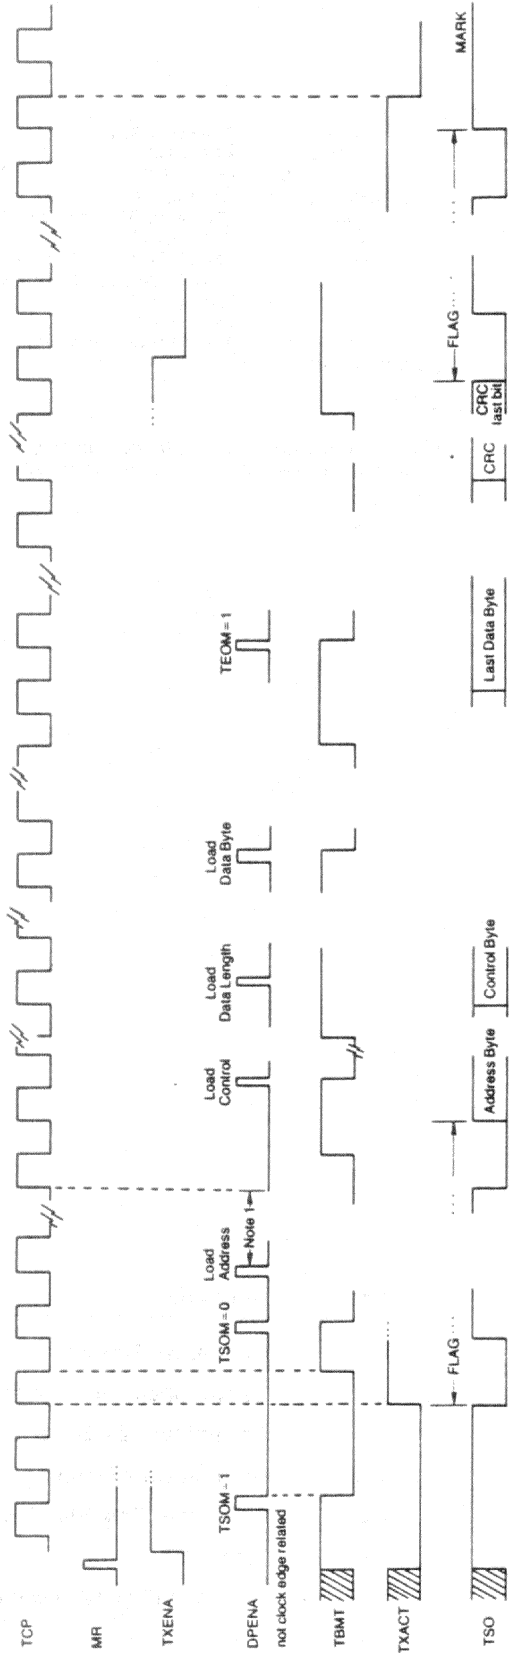 TCP
MR
TXENA
TSOM = 1
TSOM = 0
Load
Address
Note 1
Load
Control
Load
Data Length
Load
Data Byte
TEOM = 1
DPENA
not clock edge related
TBMT
TXACT
FLAG
Address Byte
Control Byte
Last Data Byte
CRC
CRC
last bit
FLAG
MARK
TSO